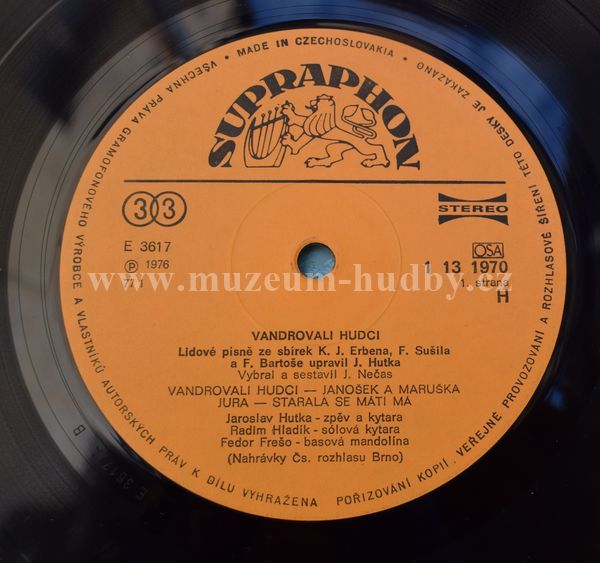 VŠECHNA PRÁVA GRAMOFONOVÉHO VÝROBCE A VLASTNÍKŮ AUTORSKÝCH PRÁV K DÍLU VYHRAŽENA • MADE IN CZECHOSLOVAKIA •
POŘIZOVÁNÍ KOPIÍ, VEŘEJNÉ PROVOZOVÁNÍ A ROZHLASOVÉ ŠÍŘENÍ TÉTO DESKY JE ZAKÁZÁNO
SUPRAPHON
33
STEREO
E 3617
OSA
Ⓟ 1976
1 13 1970
77 1
1. strana
H
www.muzeum-hudby.cz
VANDROVALI HUDCI
Lidové písně ze sbírek K. J. Erbena, F. Sušila
a F. Bartoše upravil J. Hutka
Vybral a sestavil J. Nečas
VANDROVALI HUDCI — JANOŠEK A MARUŠKA
JURA — STARALA SE MÁTI MÁ
Jaroslav Hutka - zpěv a kytara
Radim Hladík - sólová kytara
Fedor Frešo - basová mandolína
(Nahrávky Čs. rozhlasu Brno)
E 3617
B